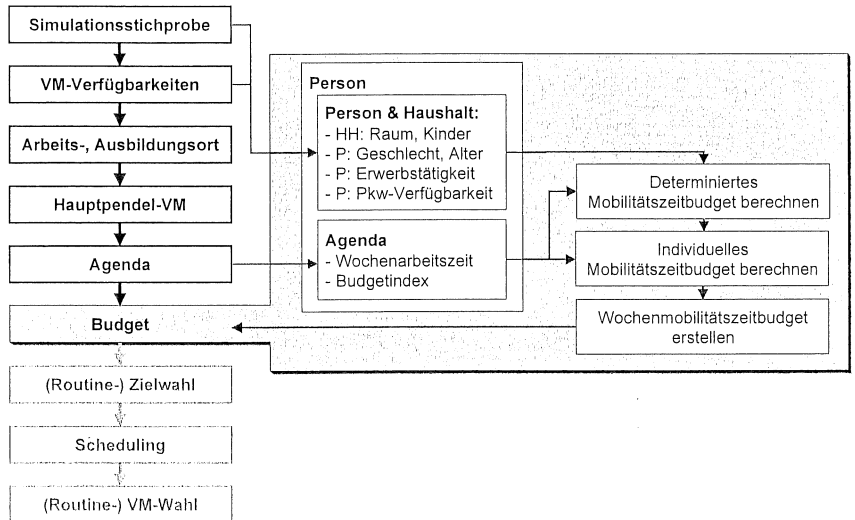 Simulationsstichprobe
VM-Verfügbarkeiten
Arbeits-, Ausbildungsort
Hauptpendel-VM
Agenda
Budget
(Routine-) Zielwahl
Scheduling
(Routine-) VM-Wahl
Person
Person & Haushalt:
- HH: Raum, Kinder
- P: Geschlecht, Alter
- P: Erwerbstätigkeit
- P: Pkw-Verfügbarkeit
Agenda
- Wochenarbeitszeit
- Budgetindex
Determiniertes
Mobilitätszeitbudget berechnen
Individuelles
Mobilitätszeitbudget berechnen
Wochenmobilitätszeitbudget
erstellen